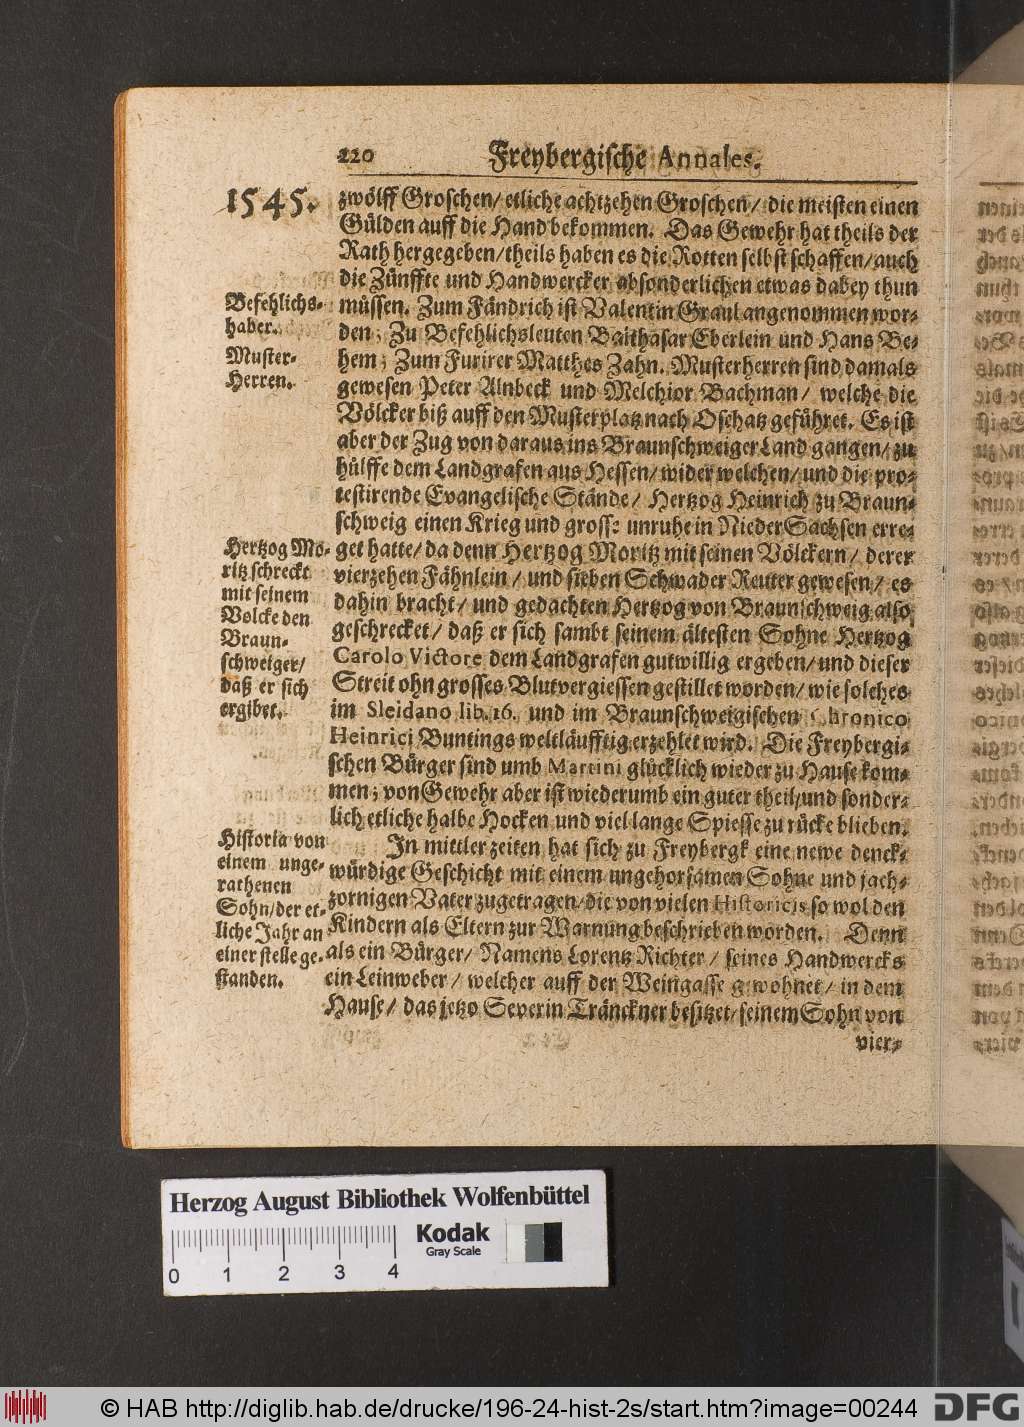 220 Freybergische Annales.
1545.
zwölff Groschen/ etliche achtzehen Groschen/ die meisten einen
Gülden auff die Hand bekommen. Das Gewehr hat theils der
Rath hergegeben/ theils haben es die Rotten selbst schaffen/ auch
die Zünffte und Handwercker absonderlichen etwas dabey thun
müssen. Zum Fändrich ist Valentin Graul angenommen wor-
den; Zu Befehlichsleuten Balthasar Eberlein und Hans Be-
hem; Zum Furirer Matthes Zahn. Musterherren sind damals
gewesen Peter Alnbeck und Melchior Bachman/ welche die
Völcker biß auff den Musterplatz nach Oschatz geführet. Es ist
aber der Zug von daraus ins Braunschweiger Land gangen/ zu
hülffe dem Landgrafen aus Hessen/ wider welchen/ und die pro-
testirende Evangelische Stände/ Hertzog Heinrich zu Braun-
schweig einen Krieg und gross: unruhe in Nieder Sachsen erre-
get hatte/ da denn Hertzog Moritz mit seinen Völckern/ derer
vierzehen Fähnlein/ und sieben Schwader Reuter gewesen/ es
dahin bracht/ und gedachten Hertzog von Braunschweig also
geschrecket/ daß er sich sambt seinem ältesten Sohne Hertzog
Carolo Victore dem Landgrafen gutwillig ergeben/ und dieser
Streit ohn grosses Blutvergiessen gestillet worden/ wie solches
im Sleidano lib. 16. und im Braunschweigischen Chronico
Heinrici Buntings weltläufftig erzehlet wird. Die Freybergi-
schen Bürger sind umb Martini glücklich wieder zu Hause kom-
men; von Gewehr aber ist wiederumb ein guter theil/ und sonder-
lich etliche halbe Hocken und viel lange Spiesse zu rücke blieben.
In mittler zeiten hat sich zu Freybergk eine newe denck-
würdige Geschicht mit einem ungehorsamen Sohne und jach-
zornigen Vater zugetragen/ die von vielen Historicis so wol den
Kindern als Eltern zur Warnung beschrieben worden. Denn
als ein Bürger/ Namens Lorentz Richter/ seines Handwercks
ein Leinweber/ welcher auff der Weingasse gewohnet/ in dem
Hause/ das jetzo Severin Tränckner besitzet/ seinem Sohn von
vier-
Befehlichs-
haber.
Muster-
Herren.
Hertzog Mo-
ritz schreckt
mit seinem
Volcke den
Braun-
schweiger/
daß er sich
ergibet.
Historia von
einem unge-
rathenen
Sohn/ der et-
liche Jahr an
einer stelle ge-
standen.
Herzog August Bibliothek Wolfenbüttel
0 1 2 3 4
Kodak
Gray Scale
© HAB http://diglib.hab.de/drucke/196-24-hist-2s/start.htm?image=00244
DFG